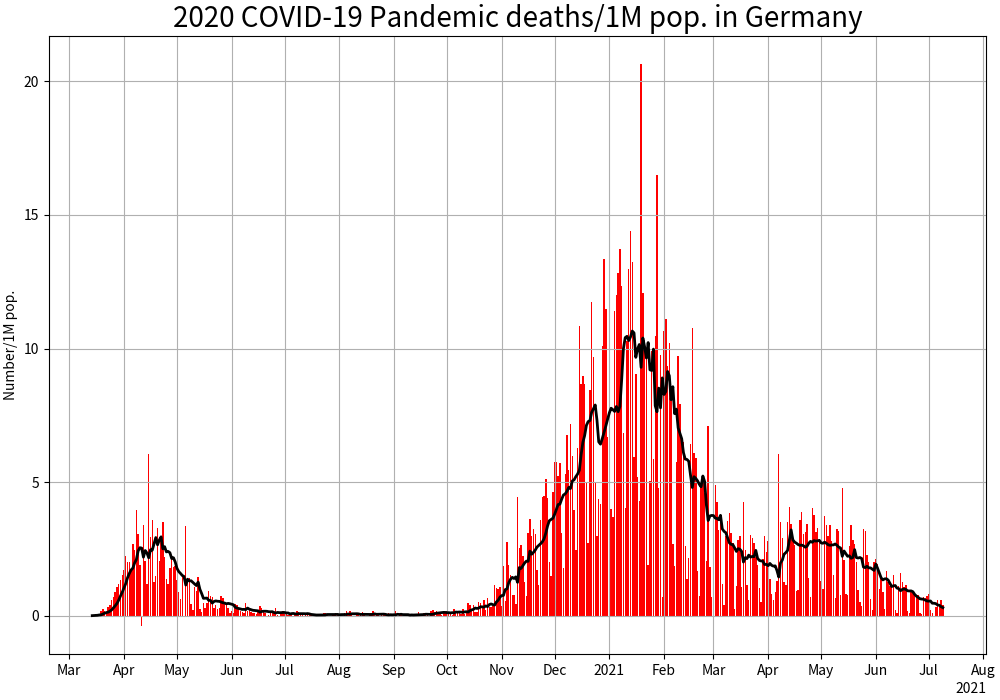 2020 COVID-19 Pandemic deaths/1M pop. in Germany
Number/1M pop.
20
15
10
5
0
Mar Apr May Jun Jul Aug Sep Oct Nov Dec 2021 Feb Mar Apr May Jun Jul Aug
2021